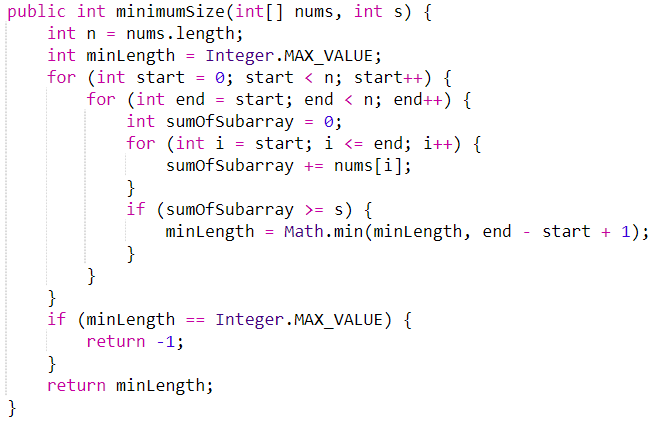 public int minimumSize(int[] nums, int s) {
    int n = nums.length;
    int minLength = Integer.MAX_VALUE;
    for (int start = 0; start < n; start++) {
        for (int end = start; end < n; end++) {
            int sumOfSubarray = 0;
            for (int i = start; i <= end; i++) {
                sumOfSubarray += nums[i];
            }
            if (sumOfSubarray >= s) {
                minLength = Math.min(minLength, end - start + 1);
            }
        }
    }
    if (minLength == Integer.MAX_VALUE) {
        return -1;
    }
    return minLength;
}